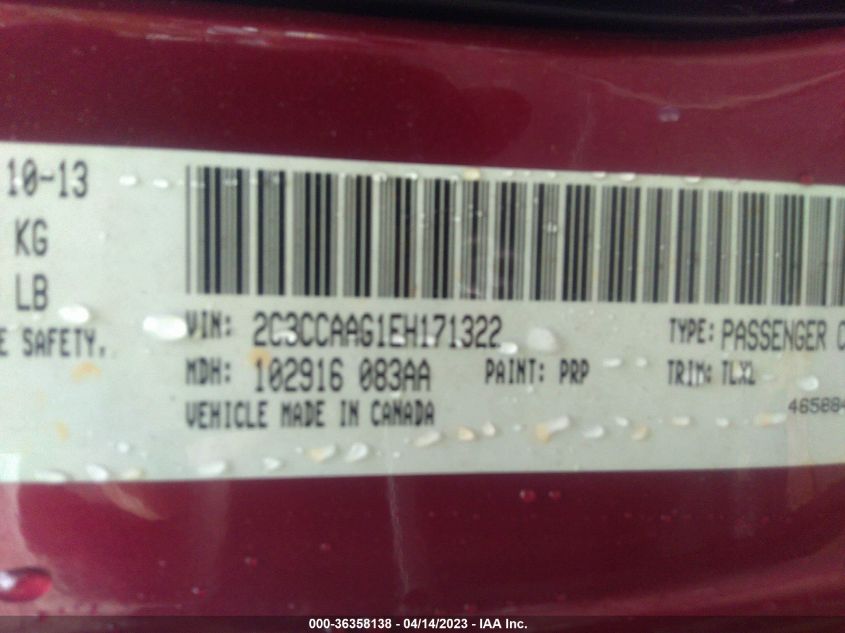 10-13
KG
LB
E SAFETY.
VIN: 2C3CCAAG1EH171322 TYPE: PASSENGER C
MDH: 102916 083AA PAINT: PRP TRIM: TLXL
VEHICLE MADE IN CANADA 46588
000-36358138 - 04/14/2023 - IAA Inc.